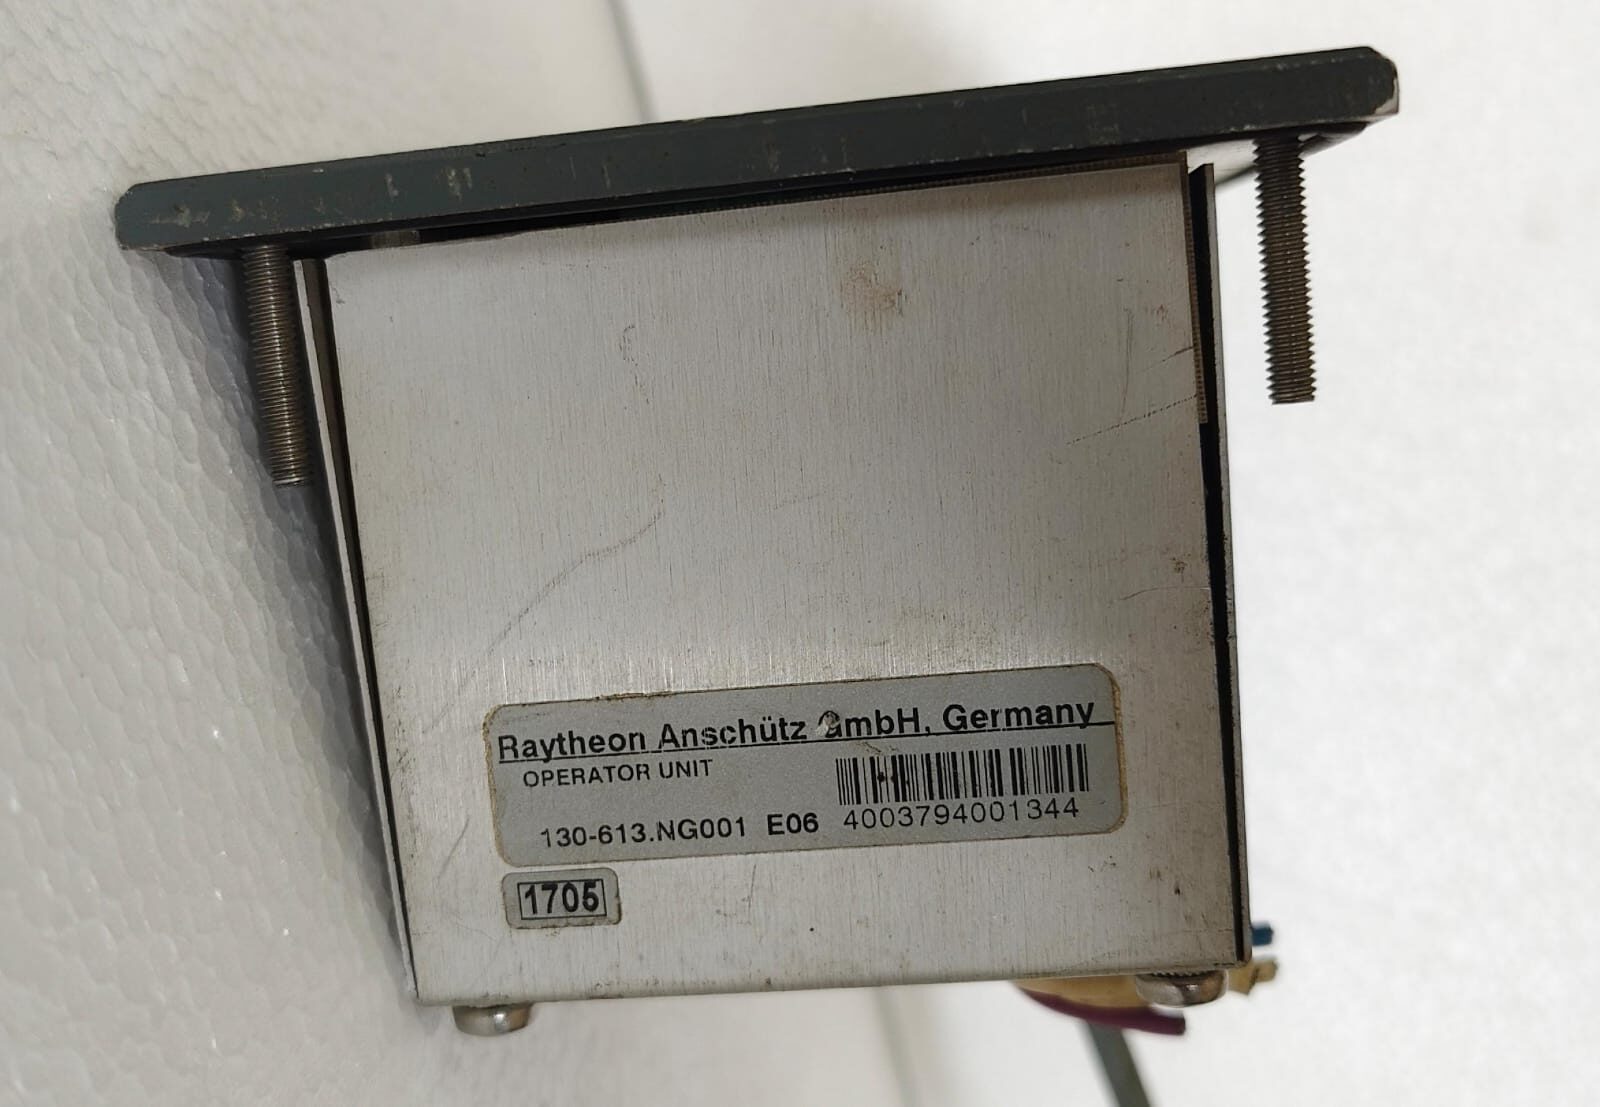 Raytheon Anschütz GmbH, Germany
OPERATOR UNIT
130-613.NG001 E06 4003794001344
1705